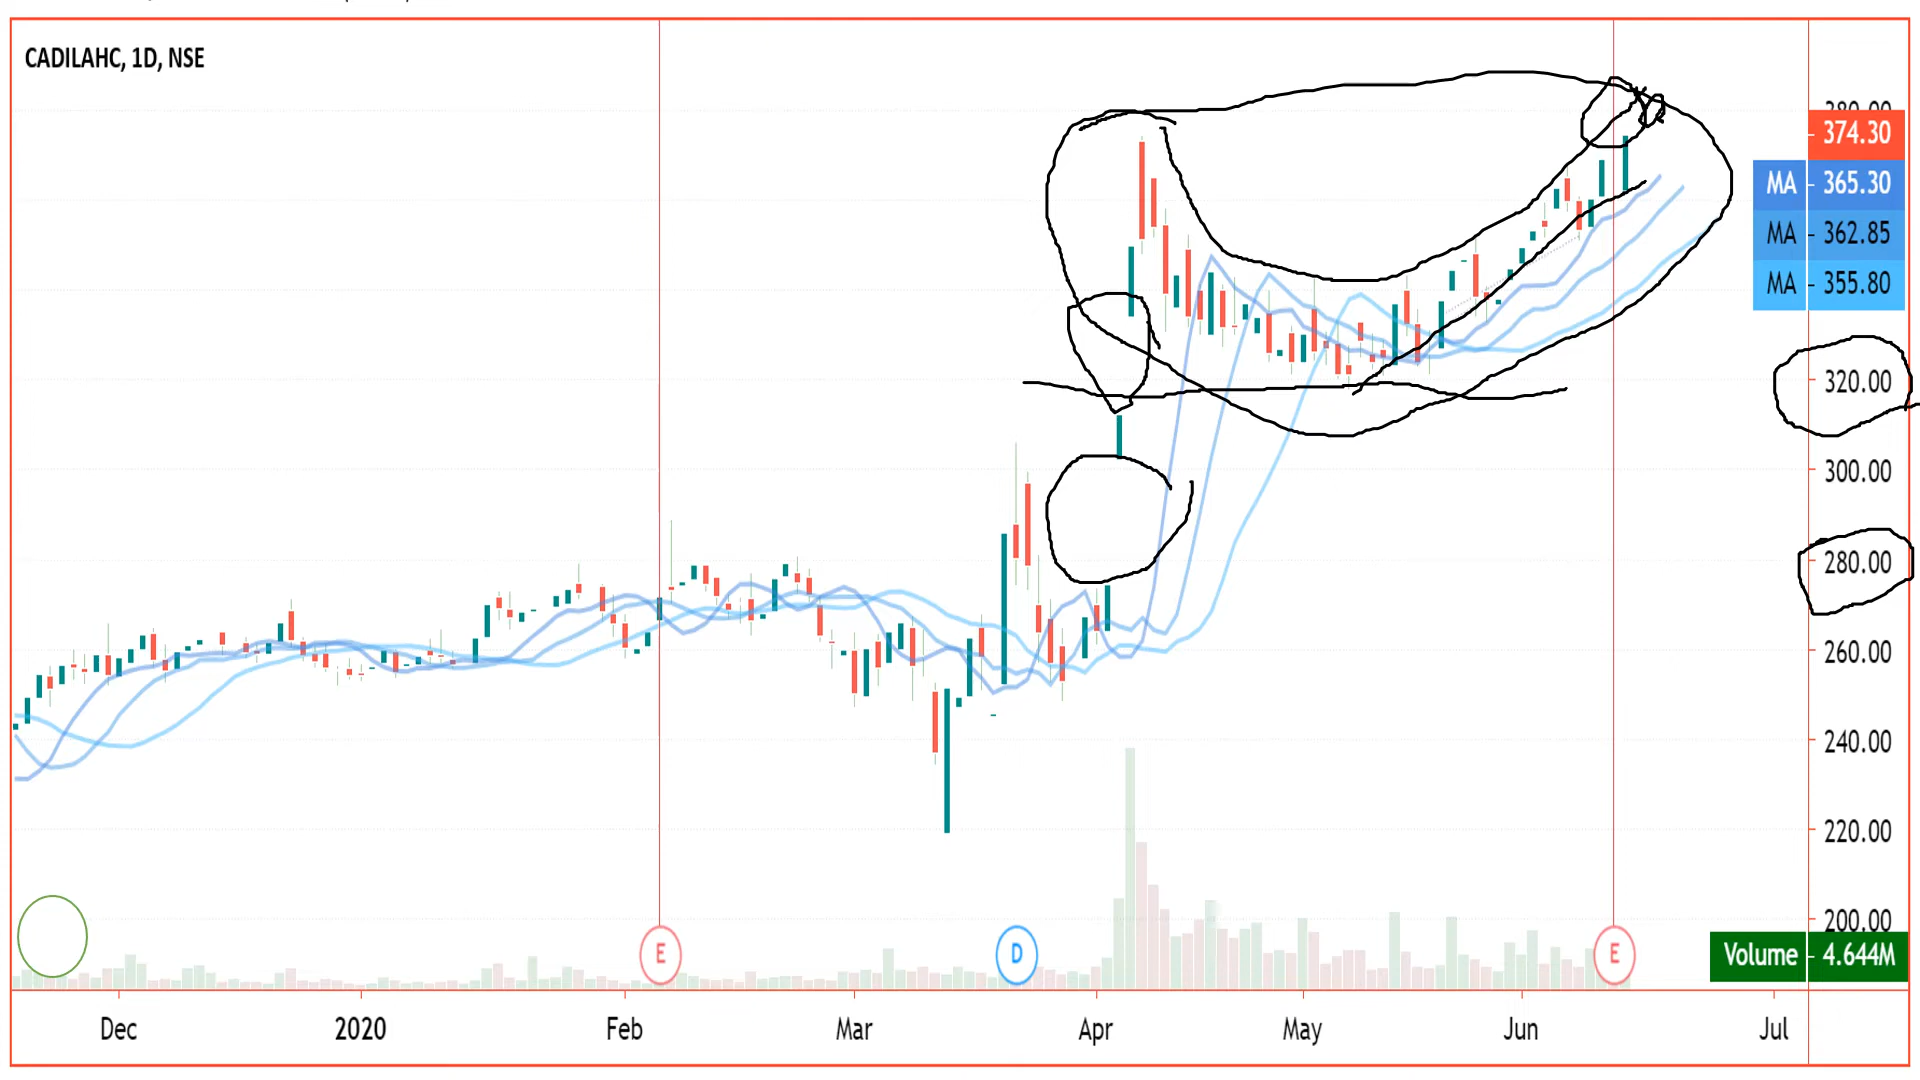 CADILAHC, 1D, NSE
380.00
374.30
MA 365.30
MA 362.85
MA 355.80
320.00
300.00
280.00
260.00
240.00
220.00
200.00
Volume 4.644M
E D E
Dec 2020 Feb Mar Apr May Jun Jul